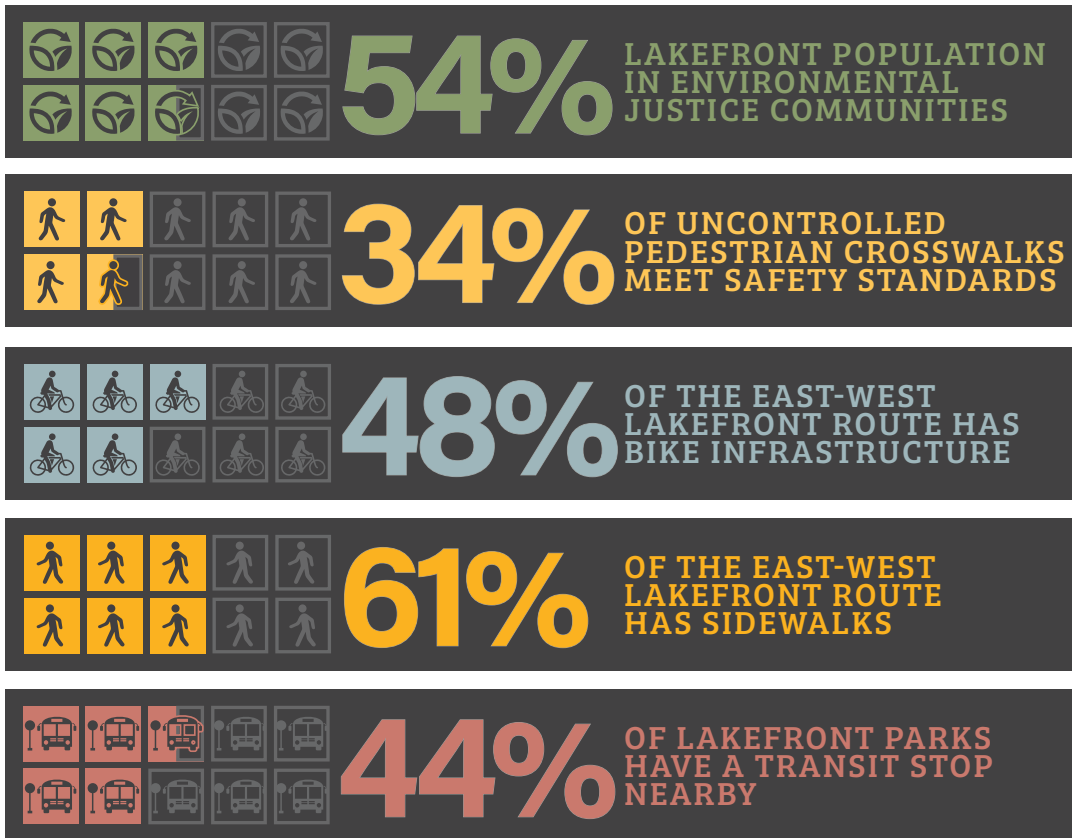 54%
LAKEFRONT POPULATION
IN ENVIRONMENTAL
JUSTICE COMMUNITIES
34%
OF UNCONTROLLED
PEDESTRIAN CROSSWALKS
MEET SAFETY STANDARDS
48%
OF THE EAST-WEST
LAKEFRONT ROUTE HAS
BIKE INFRASTRUCTURE
61%
OF THE EAST-WEST
LAKEFRONT ROUTE
HAS SIDEWALKS
44%
OF LAKEFRONT PARKS
HAVE A TRANSIT STOP
NEARBY